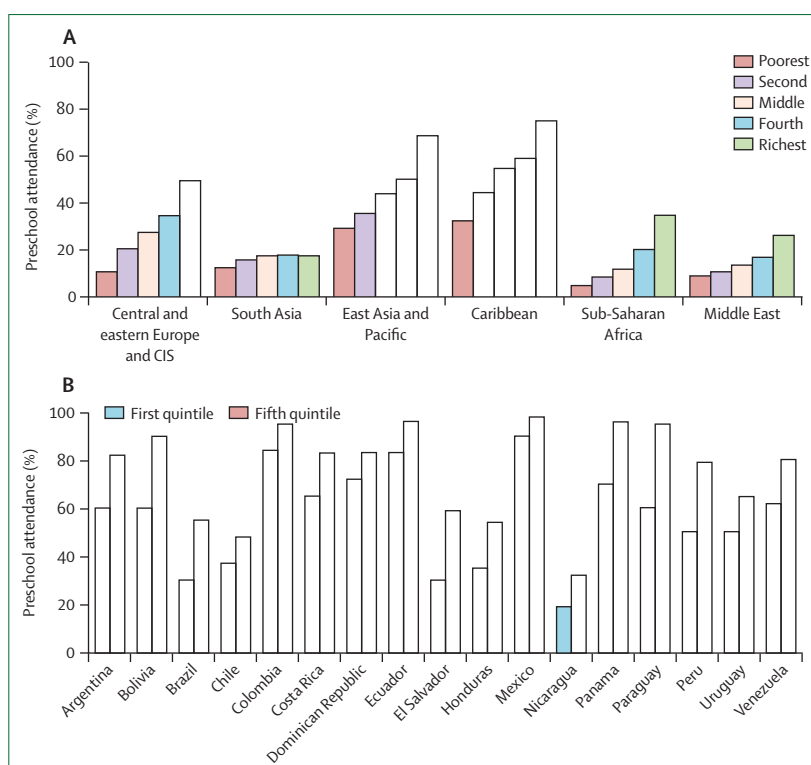 A
100
80
60
40
20
0
Preschool attendance (%)
Poorest
Second
Middle
Fourth
Richest
Central and
eastern Europe
and CIS
South Asia
East Asia and
Pacific
Caribbean
Sub-Saharan
Africa
Middle East
B
First quintile
Fifth quintile
100
80
60
40
20
0
Preschool attendance (%)
Argentina
Bolivia
Brazil
Chile
Colombia
Costa Rica
Dominican Republic
Ecuador
El Salvador
Honduras
Mexico
Nicaragua
Panama
Paraguay
Peru
Uruguay
Venezuela